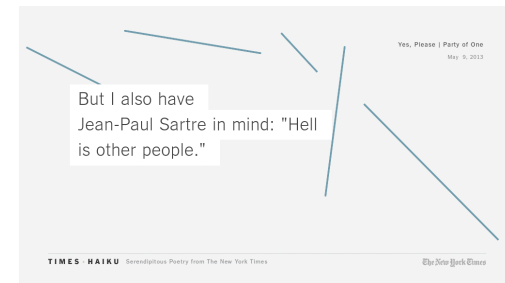 Yes, Please | Party of One
May 9, 2013
But I also have
Jean-Paul Sartre in mind: "Hell
is other people."
TIMES HAIKU Serendipitous Poetry from The New York Times
The New York Times